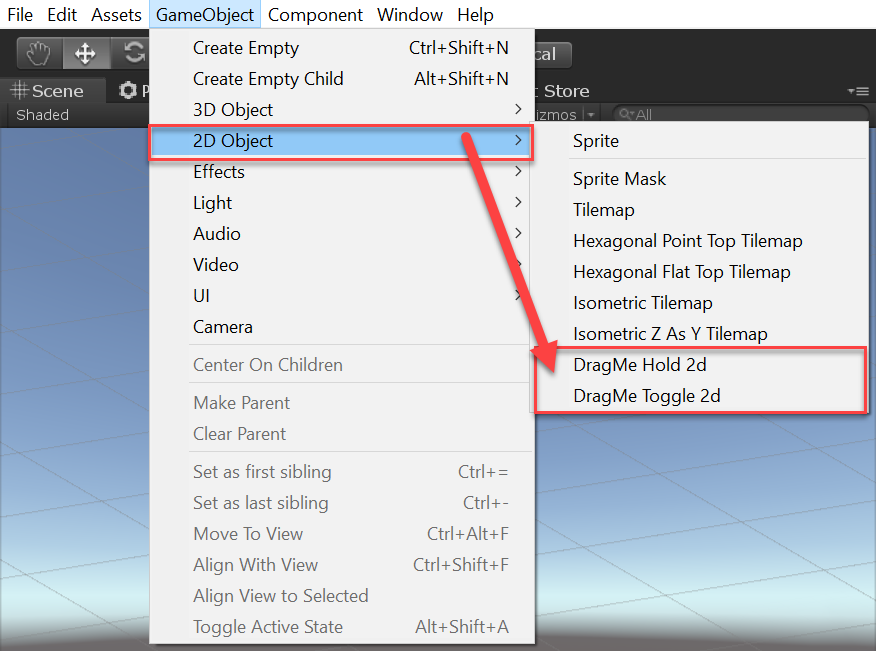 File Edit Assets GameObject Component Window Help
Create Empty Ctrl+Shift+N
cal
Create Empty Child Alt+Shift+N
Scene
P
Store
3D Object
Shaded
izmos
All
2D Object
Sprite
Effects
Sprite Mask
Light
Tilemap
Audio
Hexagonal Point Top Tilemap
Video
Hexagonal Flat Top Tilemap
UI
Isometric Tilemap
Camera
Isometric Z As Y Tilemap
Center On Children
DragMe Hold 2d
Make Parent
DragMe Toggle 2d
Clear Parent
Set as first sibling Ctrl+=
Set as last sibling Ctrl+-
Move To View Ctrl+Alt+F
Align With View Ctrl+Shift+F
Align View to Selected
Toggle Active State Alt+Shift+A